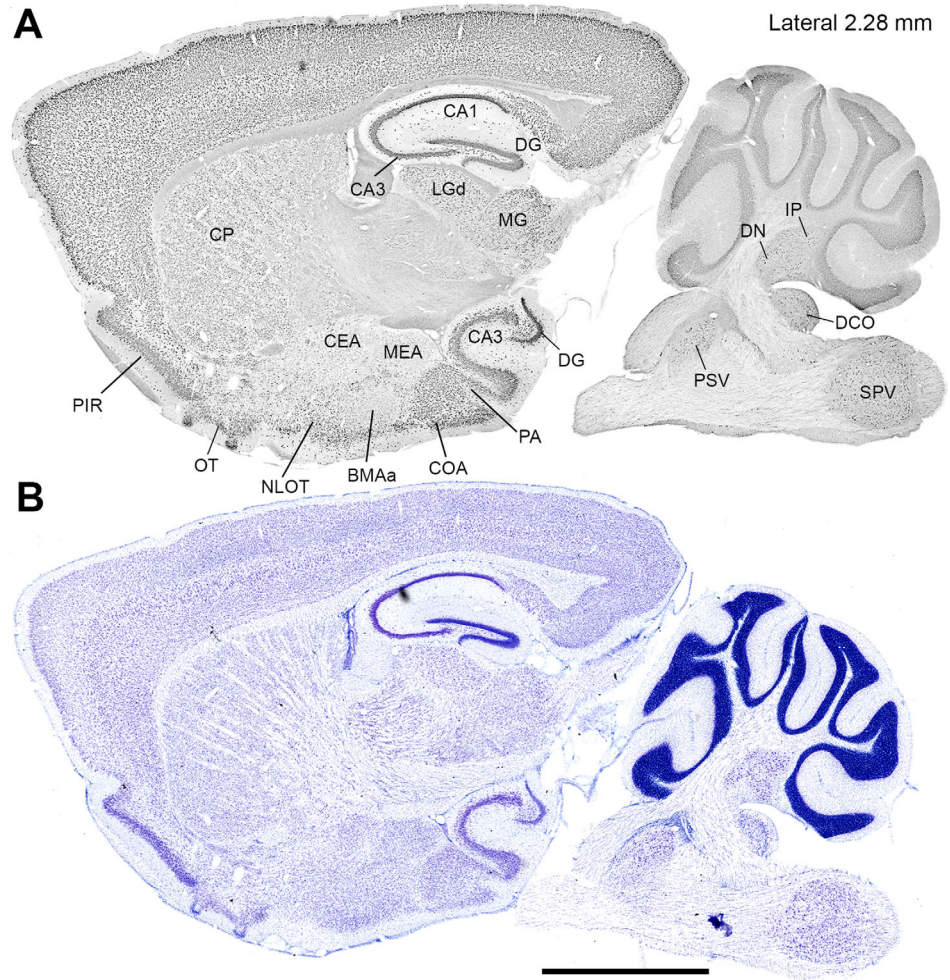 A
Lateral 2.28 mm
CA1
DG
CA3
LGd
MG
CP
IP
DN
DCO
CEA
MEA
CA3
DG
PSV
SPV
PIR
PA
OT
NLOT
BMAa
COA
B